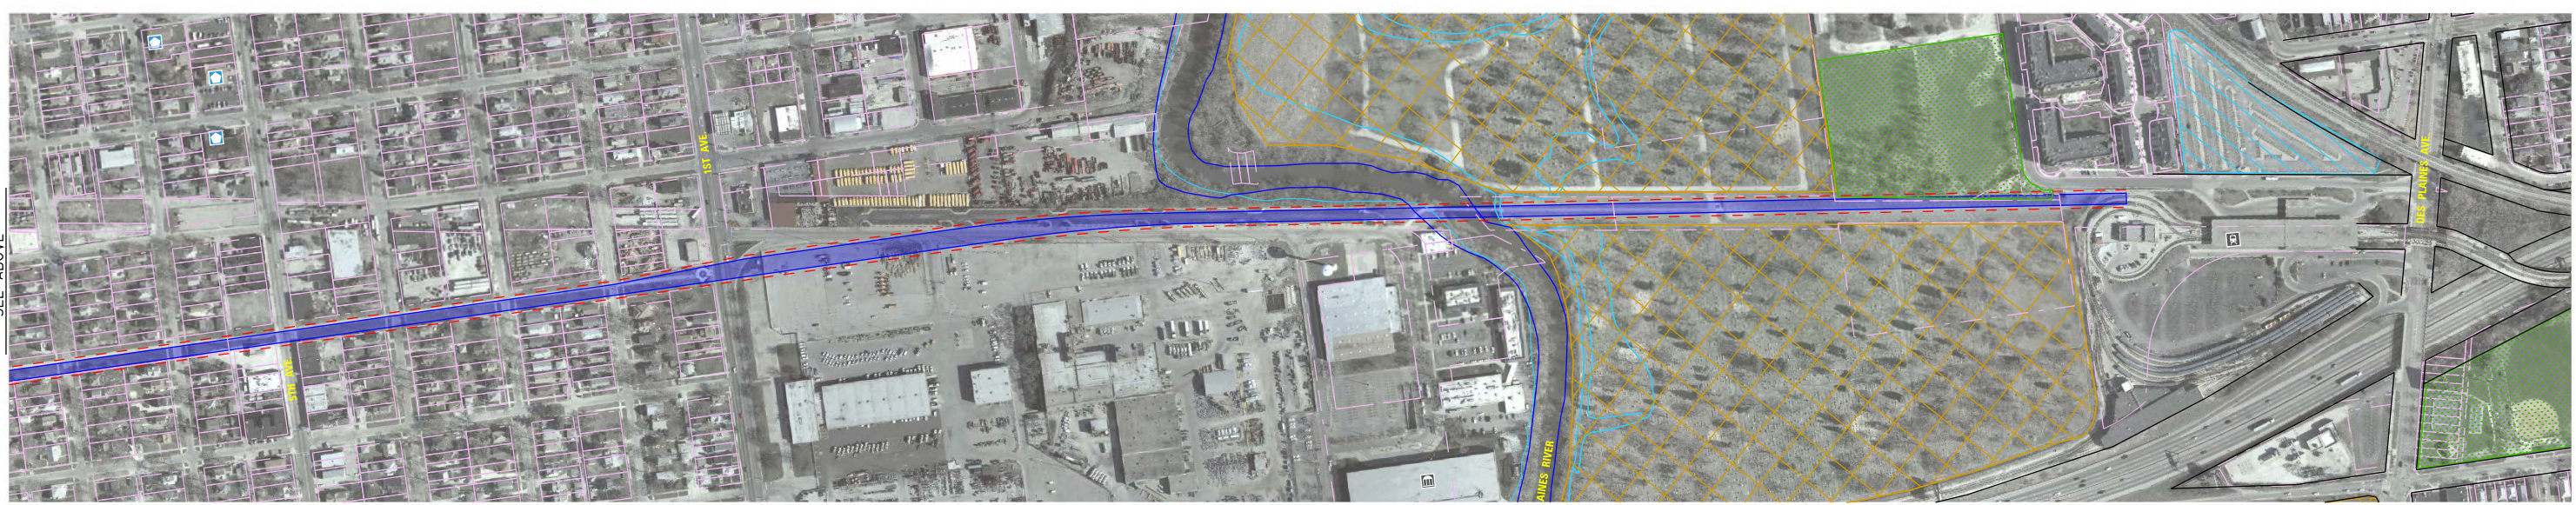 1ST AVE.
DES PLAINES AVE.
SEE ABOVE
5TH AVE.
AINES RIVER